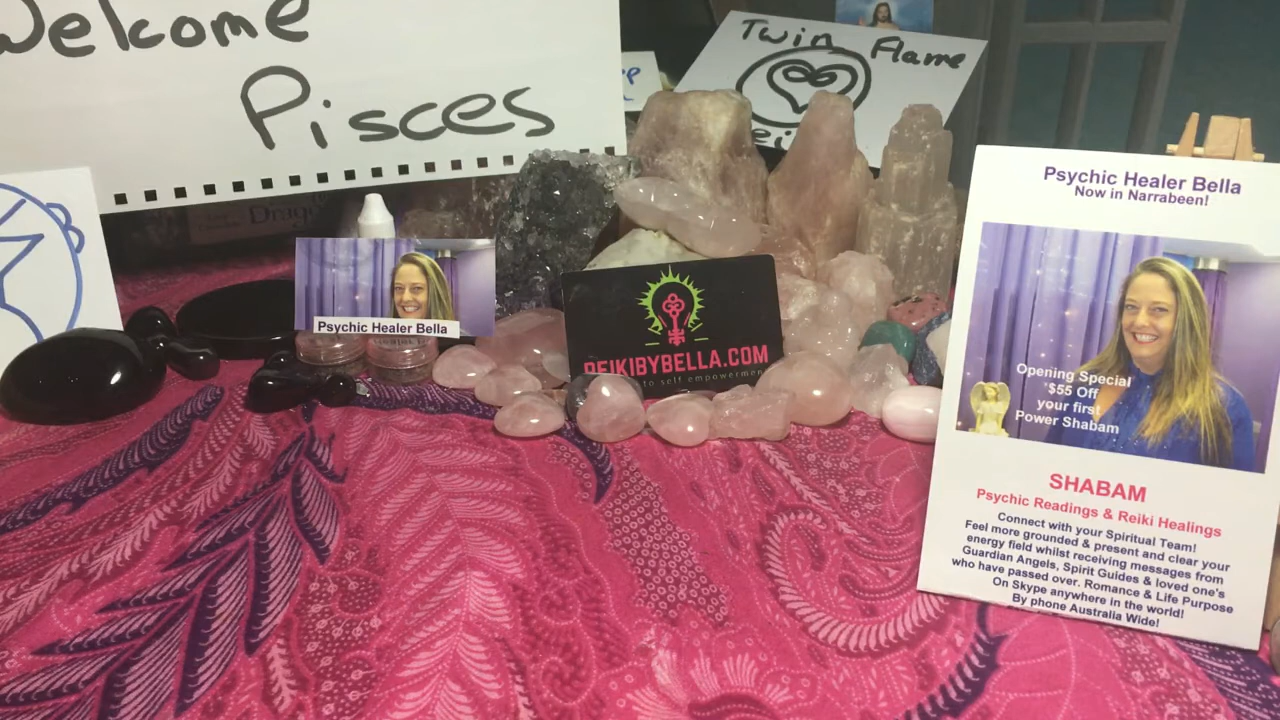 Welcome
Pisces
Twin Flame
Psychic Healer Bella
REIKIBYBELLA.COM
to self empowerment
Psychic Healer Bella
Now in Narrabeen!
Opening Special
$55 Off
your first
Power Shabam
SHABAM
Psychic Readings & Reiki Healings
Connect with your Spiritual Team!
Feel more grounded & present and clear your
energy field whilst receiving messages from
Guardian Angels, Spirit Guides & loved one's
who have passed over. Romance & Life Purpose
On Skype anywhere in the world!
By phone Australia Wide!